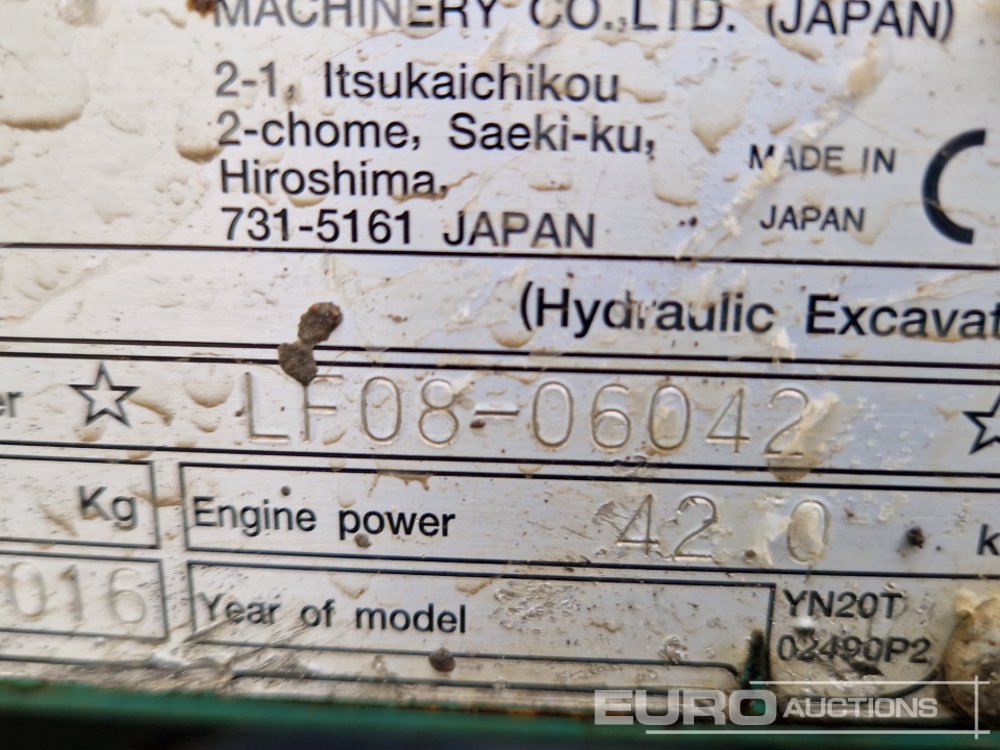 MACHINERY CO.,LTD. (JAPAN)
2-1, Itsukaichikou
2-chome, Saeki-ku,
Hiroshima,
731-5161 JAPAN
MADE IN
JAPAN
(Hydraulic Excavat
er ☆ LF08-06042 ☆
Kg Engine power 42.0 k
016 Year of model
YN20T
02490P2
EURO AUCTIONS